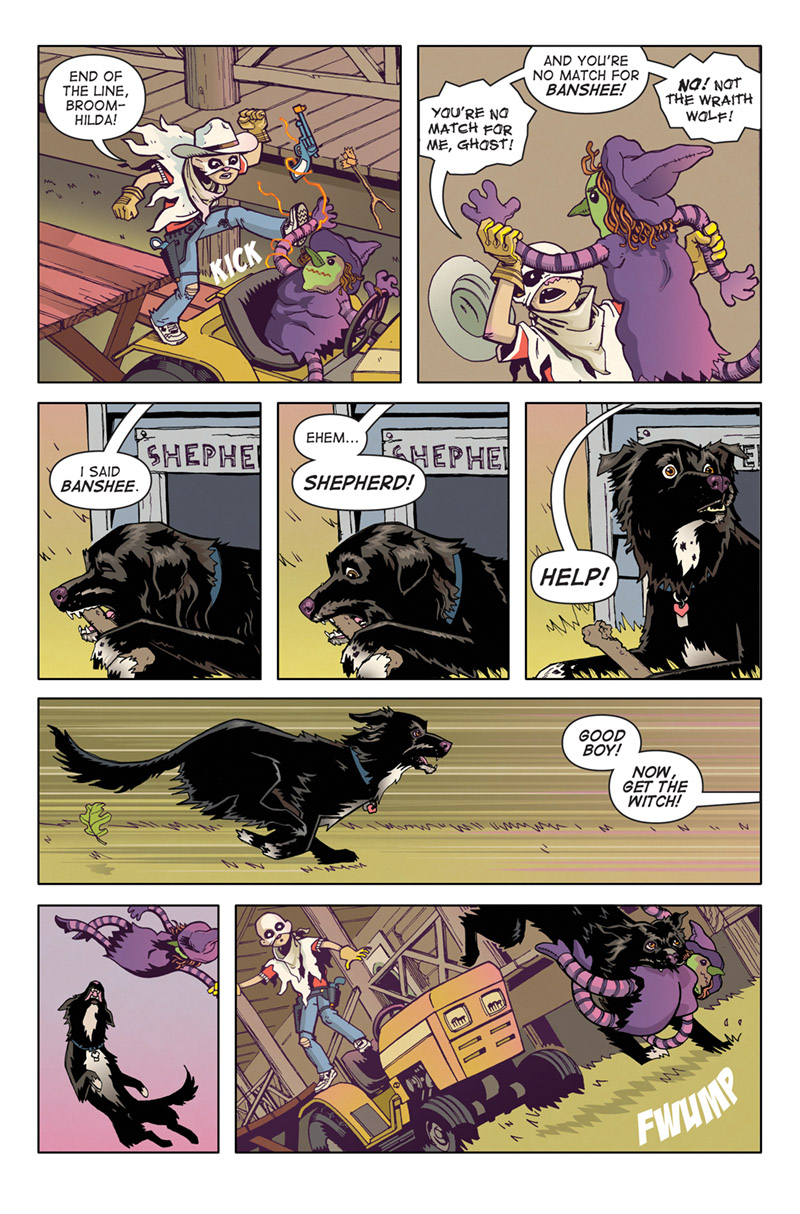 END OF
THE LINE,
BROOM-
HILDA!
KICK
YOU'RE NO
MATCH FOR
ME, GHOST!
AND YOU'RE
NO MATCH FOR
BANSHEE!
NO! NOT
THE WRAITH
WOLF!
I SAID
BANSHEE.
SHEPHE
EHEM...
SHEPHERD!
SHEPHE
HELP!
GOOD
BOY!
NOW,
GET THE
WITCH!
FWUMP